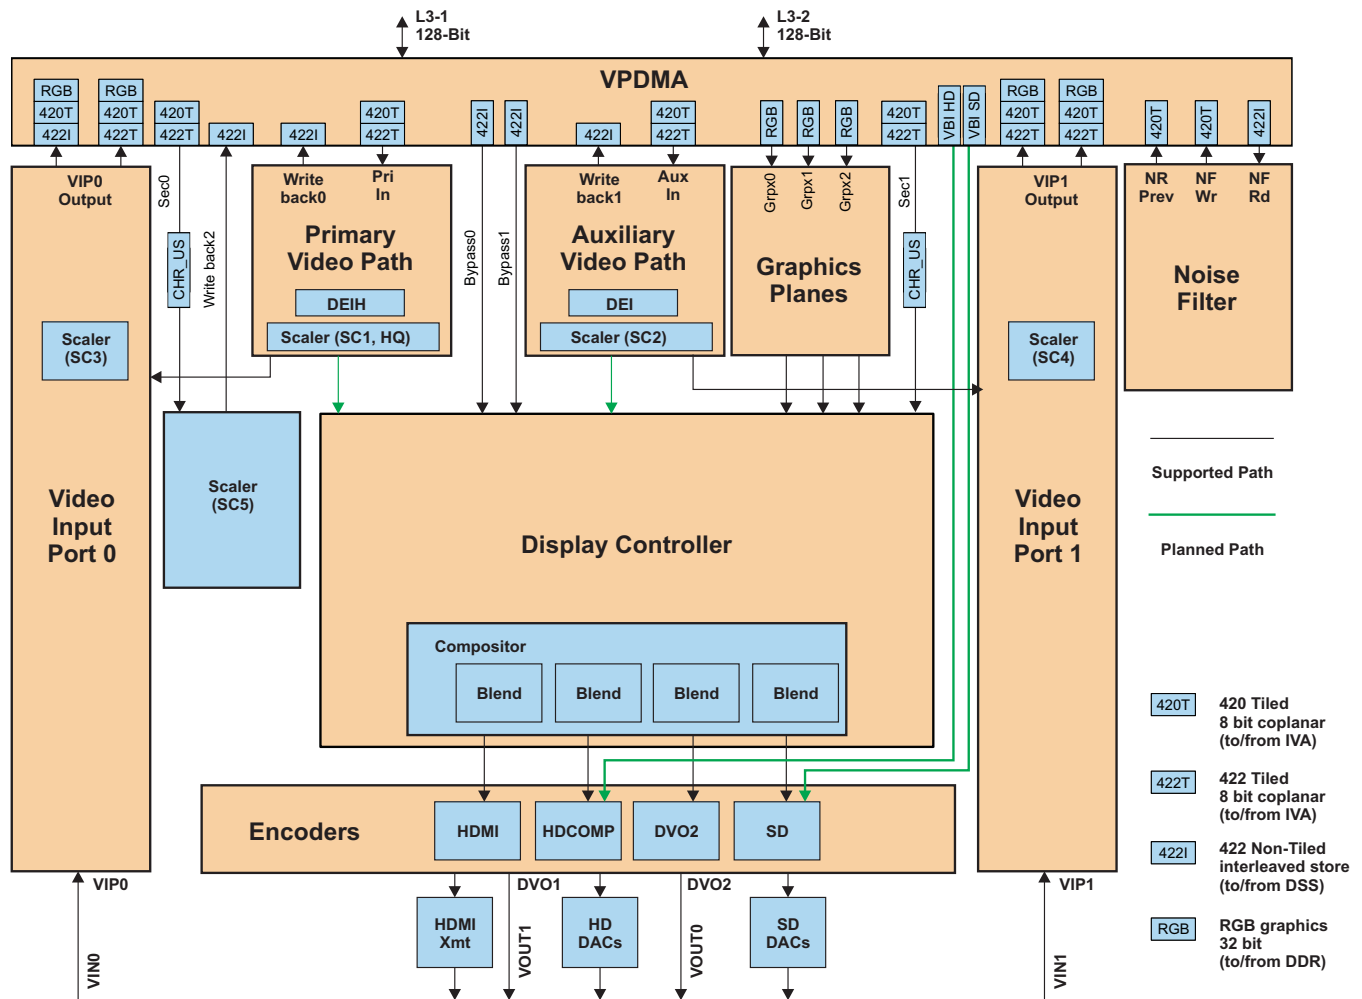 L3-1
128-Bit
L3-2
128-Bit
VPDMA
RGB
420T
422I
RGB
420T
422T
420T
422T
422I
422I
420T
422T
422I
422I
422I
420T
422T
RGB
RGB
RGB
420T
422T
VBI HD
VBI SD
RGB
420T
422T
RGB
420T
422T
420T
420T
422I
VIP0
Output
Sec0
CHR_US
Write back2
Write
back0
Pri
In
Primary
Video Path
DEIH
Scaler (SC1, HQ)
Bypass0
Bypass1
Write
back1
Aux
In
Auxiliary
Video Path
DEI
Scaler (SC2)
Grpx0
Grpx1
Grpx2
Graphics
Planes
Sec1
CHR_US
VIP1
Output
NR
Prev
NF
Wr
NF
Rd
Noise
Filter
Scaler
(SC3)
Scaler
(SC4)
Video
Input
Port 0
Scaler
(SC5)
Display Controller
Video
Input
Port 1
Supported Path
Planned Path
Compositor
Blend
Blend
Blend
Blend
Encoders
HDMI
HDCOMP
DVO2
SD
420T
420 Tiled
8 bit coplanar
(to/from IVA)
422T
422 Tiled
8 bit coplanar
(to/from IVA)
422I
422 Non-Tiled
interleaved store
(to/from DSS)
RGB
RGB graphics
32 bit
(to/from DDR)
VIP0
DVO1
DVO2
VIP1
VIN0
HDMI
Xmt
VOUT1
HD
DACs
VOUT0
SD
DACs
VIN1